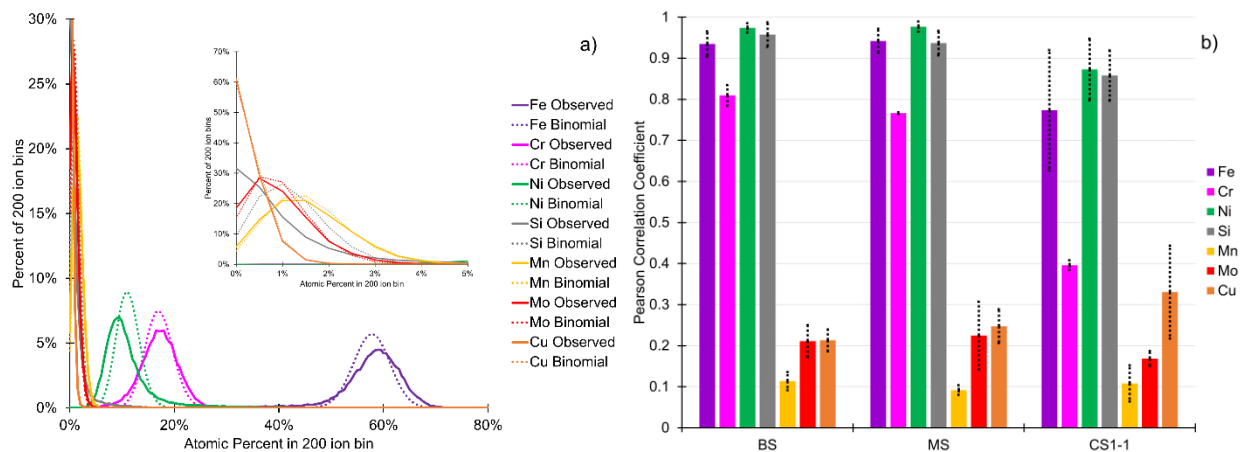 a)
Percent of 200 ion bins
30%
25%
20%
15%
10%
5%
0%
0%
20%
40%
60%
80%
Atomic Percent in 200 ion bin
Percent of 200 ion bins
70%
60%
50%
40%
30%
20%
10%
0%
0%
1%
2%
3%
4%
5%
Atomic Percent in 200 ion bin
Fe Observed
Fe Binomial
Cr Observed
Cr Binomial
Ni Observed
Ni Binomial
Si Observed
Si Binomial
Mn Observed
Mn Binomial
Mo Observed
Mo Binomial
Cu Observed
Cu Binomial
b)
Pearson Correlation Coefficient
1
0.9
0.8
0.7
0.6
0.5
0.4
0.3
0.2
0.1
0
BS
MS
CS1-1
Fe
Cr
Ni
Si
Mn
Mo
Cu